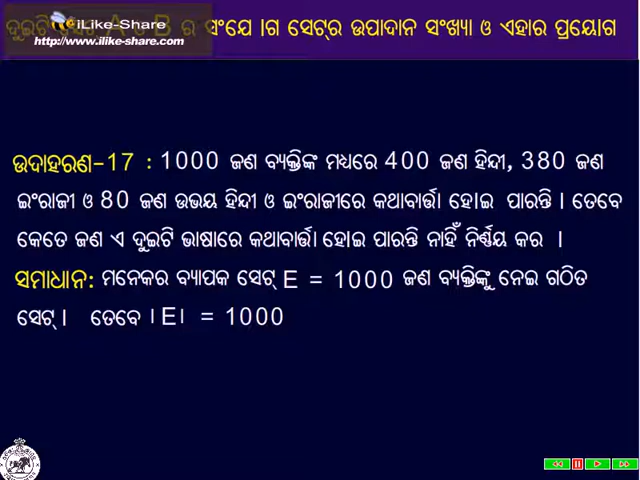 ଦୁଇଟି ସେଟ୍ A ଓ B ର ସଂଯୋଗ ସେଟ୍‌ର ଉପାଦାନ ସଂଖ୍ୟା ଓ ଏହାର ପ୍ରୟୋଗ
iLike-Share
http://www.ilike-share.com
ଉଦାହରଣ-17 : 1000 ଜଣ ବ୍ୟକ୍ତିଙ୍କ ମଧ୍ୟରେ 400 ଜଣ ହିନ୍ଦୀ, 380 ଜଣ
ଇଂରାଜୀ ଓ 80 ଜଣ ଉଭୟ ହିନ୍ଦୀ ଓ ଇଂରାଜୀରେ କଥାବାର୍ତ୍ତା ହୋଇ ପାରନ୍ତି । ତେବେ
କେତେ ଜଣ ଏ ଦୁଇଟି ଭାଷାରେ କଥାବାର୍ତ୍ତା ହୋଇ ପାରନ୍ତି ନାହିଁ ନିର୍ଣ୍ଣୟ କର ।
ସମାଧାନ: ମନେକର ବ୍ୟାପକ ସେଟ୍ E = 1000 ଜଣ ବ୍ୟକ୍ତିଙ୍କୁ ନେଇ ଗଠିତ
ସେଟ୍ । ତେବେ ।E। = 1000